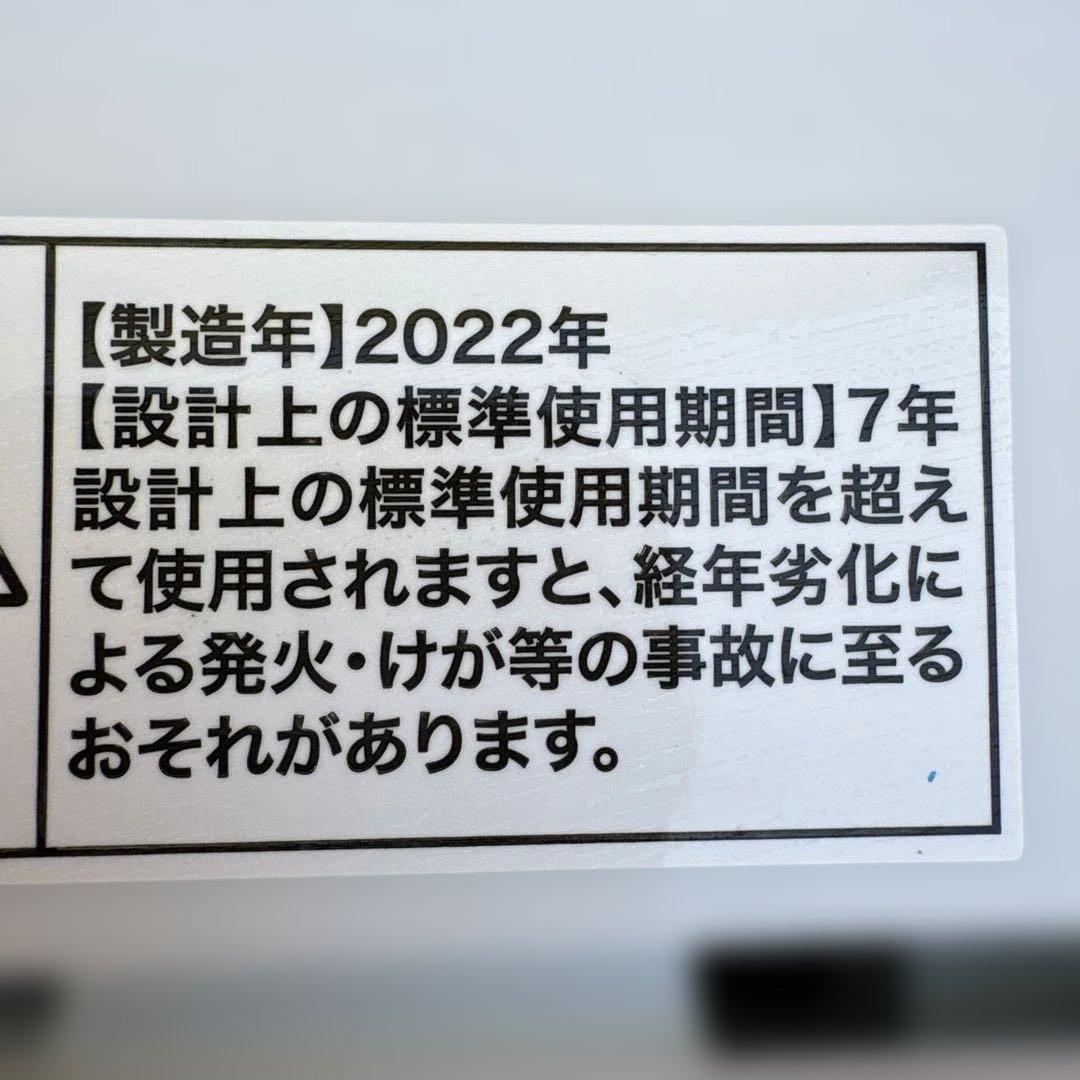 【製造年】2022年
【設計上の標準使用期間】7年
設計上の標準使用期間を超え
て使用されますと、経年劣化に
よる発火・けが等の事故に至る
おそれがあります。